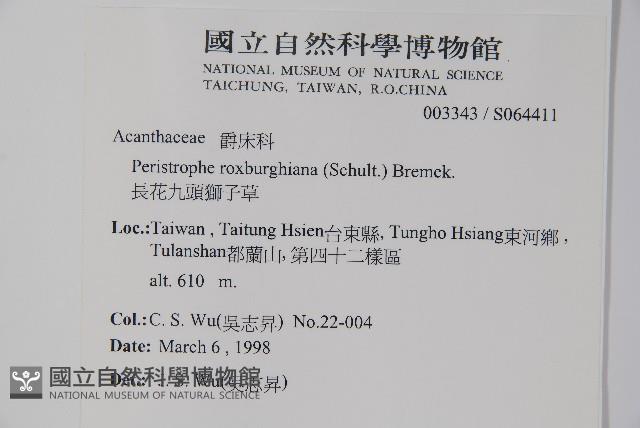 國立自然科學博物館
NATIONAL MUSEUM OF NATURAL SCIENCE
TAICHUNG, TAIWAN, R.O.CHINA
003343 / S064411
Acanthaceae 爵床科
Peristrophe roxburghiana (Schult.) Bremek.
長花九頭獅子草
Loc.:Taiwan , Taitung Hsien台東縣, Tungho Hsiang東河鄉 ,
Tulanshan都蘭山, 第四十二樣區
alt. 610 m.
Col.: C. S. Wu(吳志昇) No.22-004
Date: March 6 , 1998
Det.: S. Wu(吳志昇)
國立自然科學博物館
NATIONAL MUSEUM OF NATURAL SCIENCE